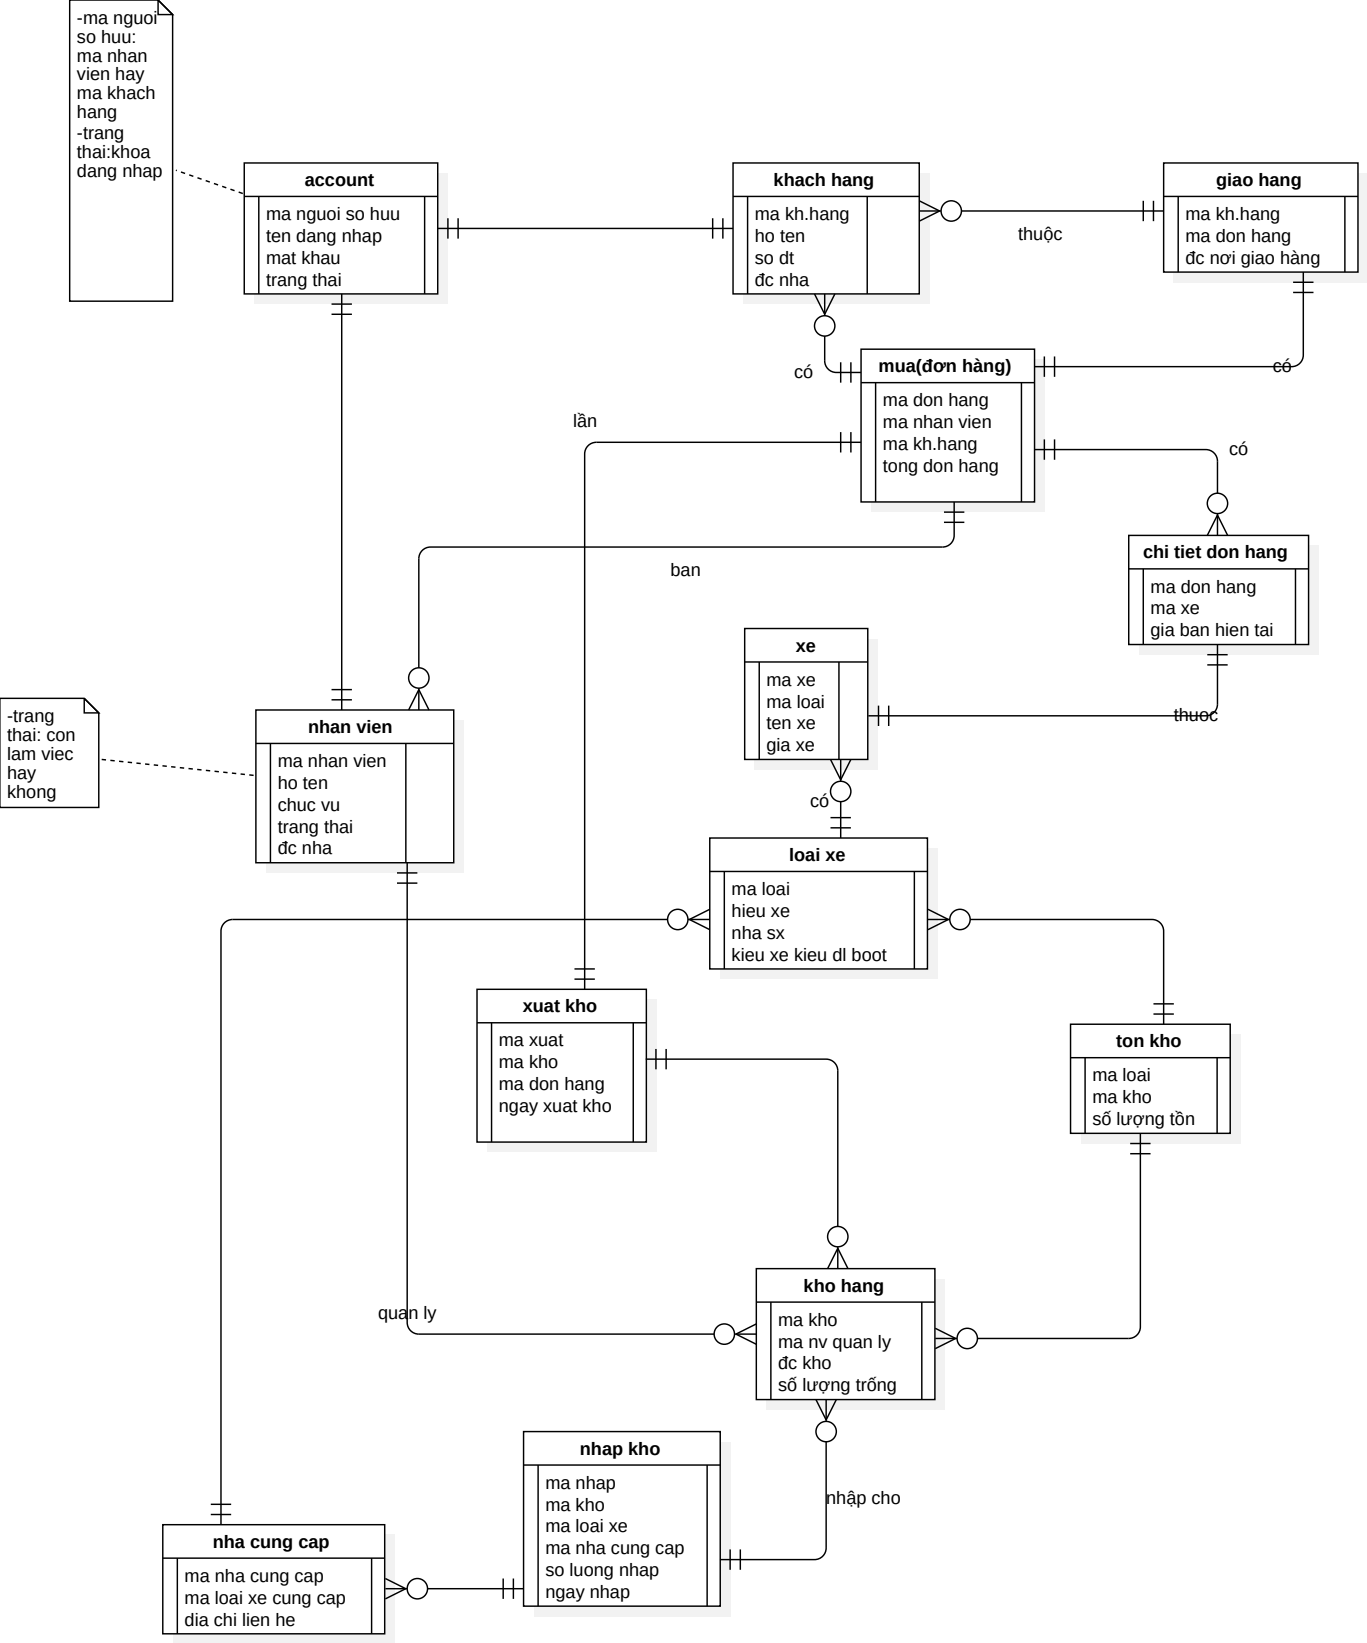 -ma nguoi
so huu:
ma nhan
vien hay
ma khach
hang
-trang
thai:khoa
dang nhap
account
ma nguoi so huu
ten dang nhap
mat khau
trang thai
khach hang
ma kh.hang
ho ten
so dt
đc nha
giao hang
ma kh.hang
ma don hang
đc nơi giao hàng
thuộc
có
mua(đơn hàng)
ma don hang
ma nhan vien
ma kh.hang
tong don hang
có
lần
có
ban
chi tiet don hang
ma don hang
ma xe
gia ban hien tai
xe
ma xe
ma loai
ten xe
gia xe
thuoc
-trang
thai: con
lam viec
hay
khong
nhan vien
ma nhan vien
ho ten
chuc vu
trang thai
đc nha
có
loai xe
ma loai
hieu xe
nha sx
kieu xe kieu dl boot
xuat kho
ma xuat
ma kho
ma don hang
ngay xuat kho
ton kho
ma loai
ma kho
số lượng tồn
quan ly
kho hang
ma kho
ma nv quan ly
đc kho
số lượng trống
nhap kho
ma nhap
ma kho
ma loai xe
ma nha cung cap
so luong nhap
ngay nhap
nhập cho
nha cung cap
ma nha cung cap
ma loai xe cung cap
dia chi lien he